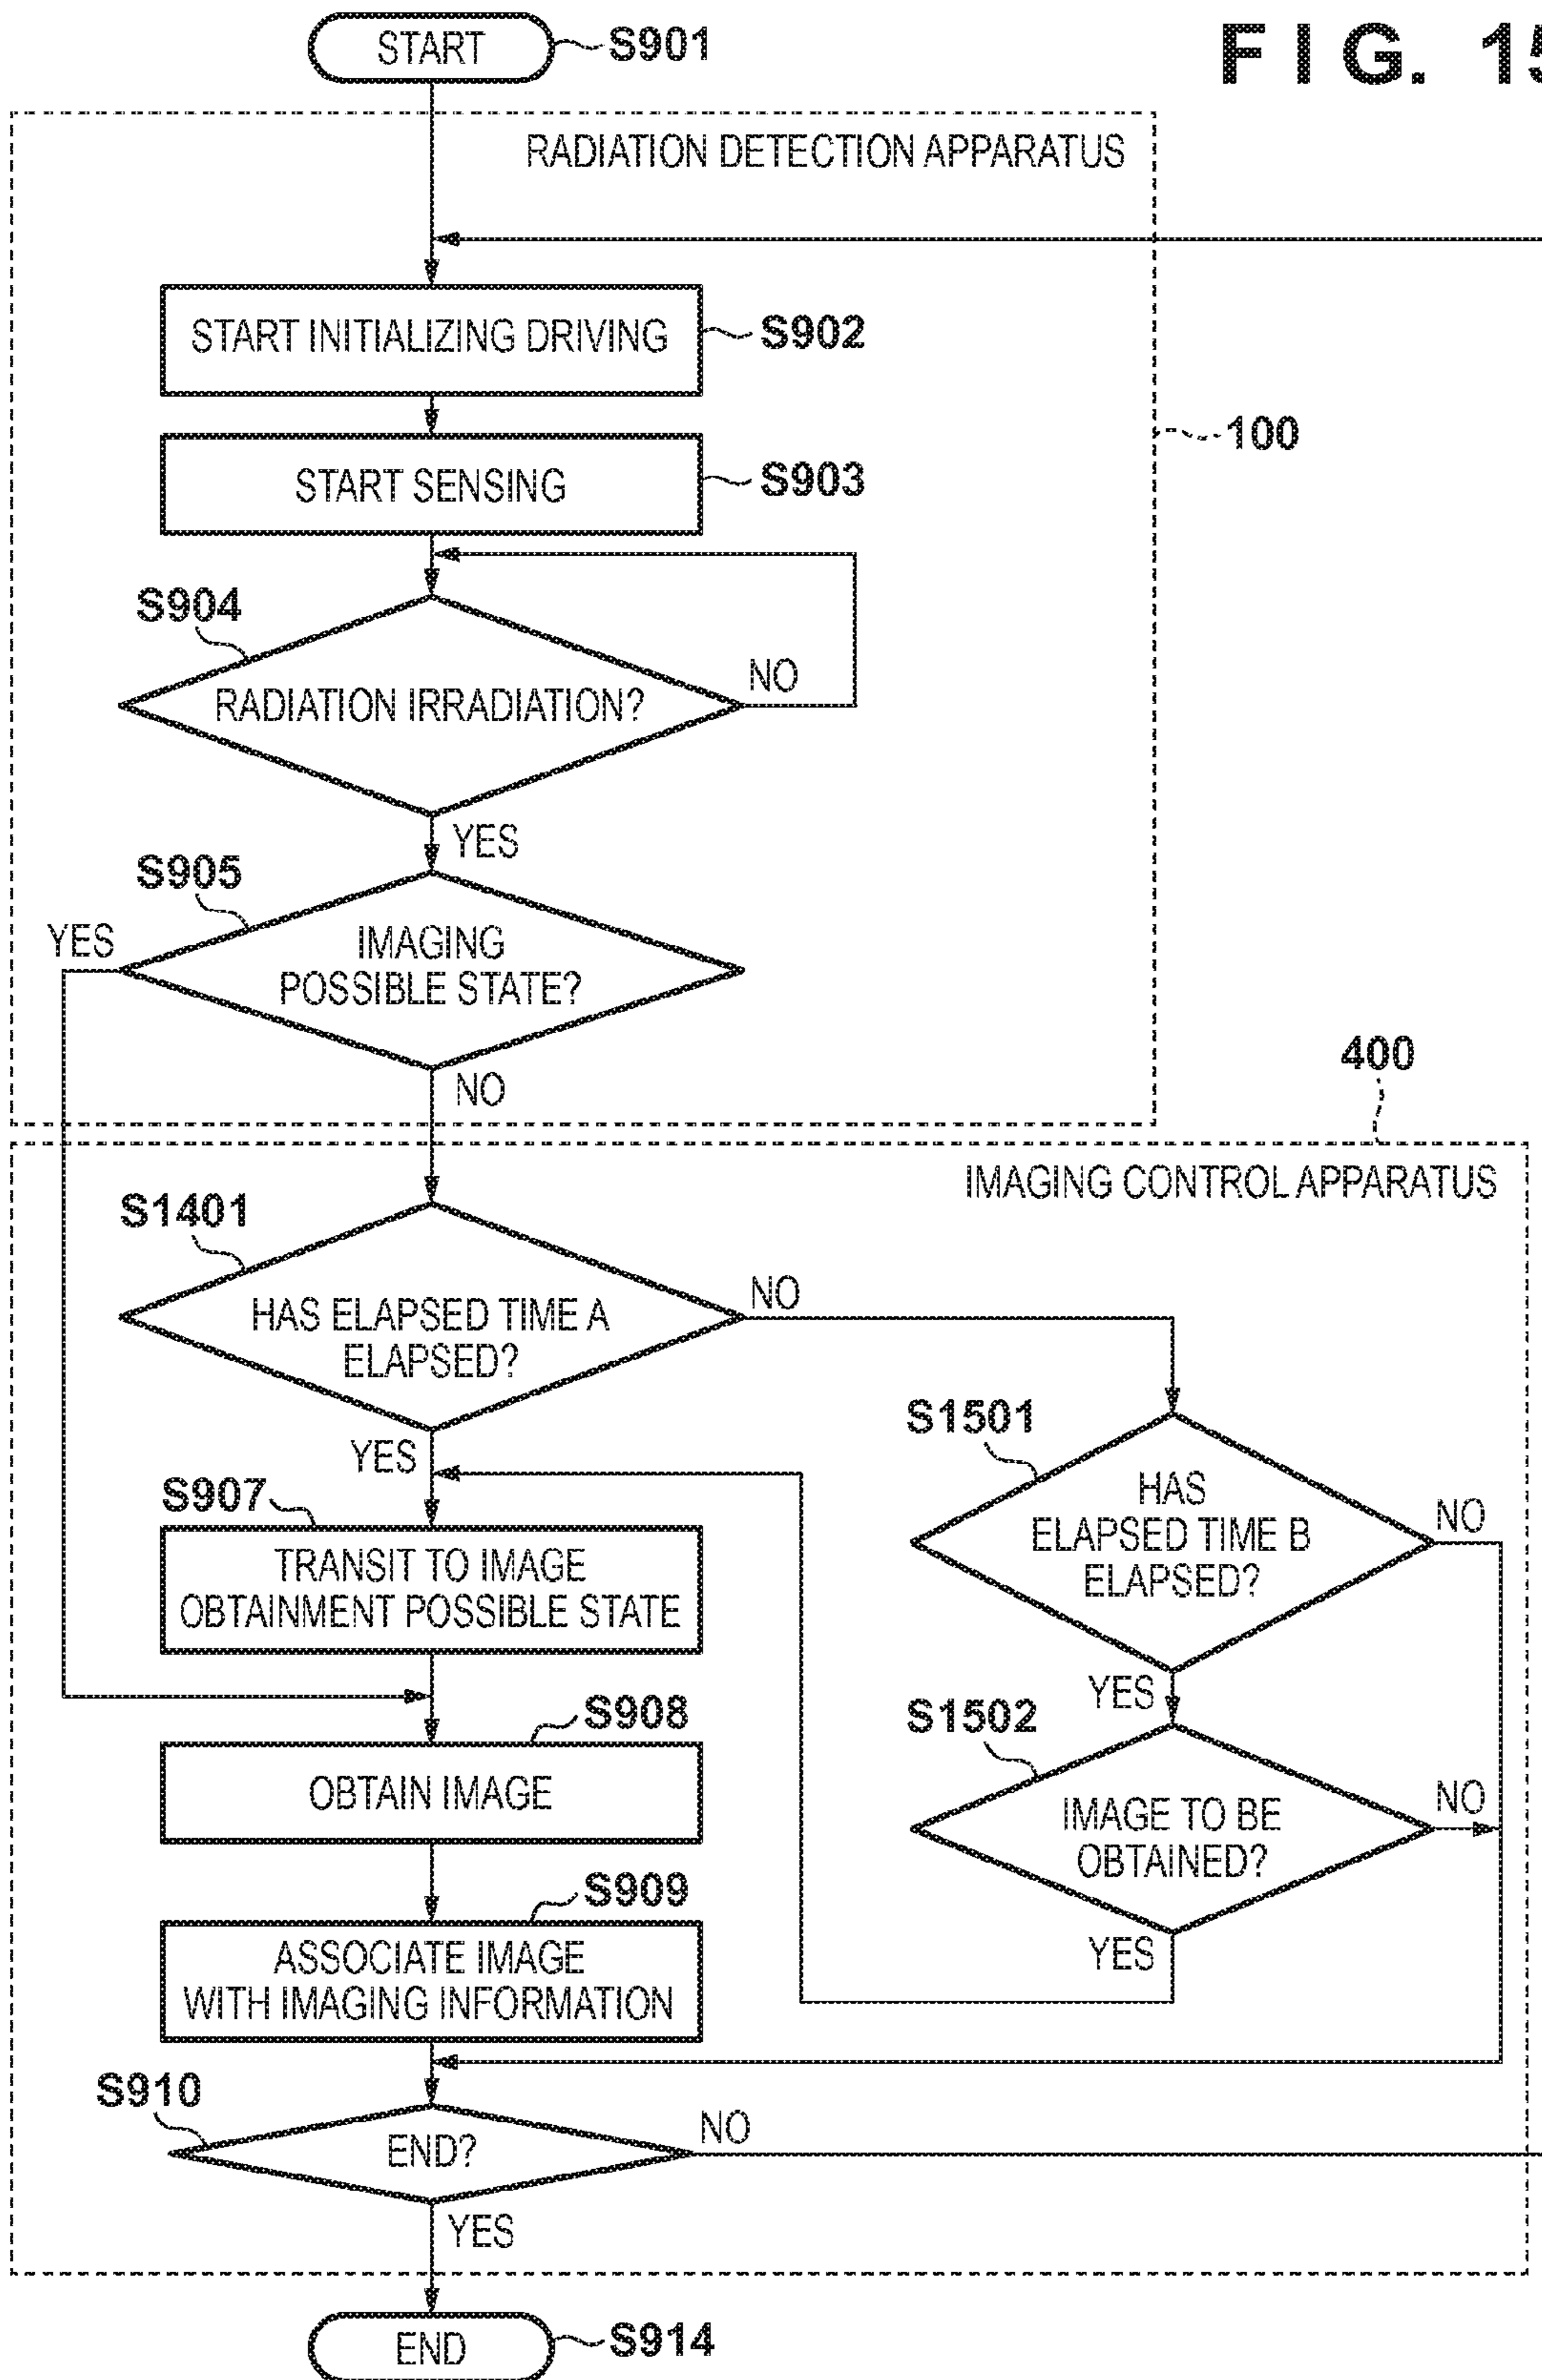 START
S901
F I G. 15
RADIATION DETECTION APPARATUS
START INITIALIZING DRIVING
S902
100
START SENSING
S903
S904
RADIATION IRRADIATION?
NO
YES
S905
YES
IMAGING
POSSIBLE STATE?
NO
400
IMAGING CONTROL APPARATUS
S1401
HAS ELAPSED TIME A
ELAPSED?
NO
YES
S1501
HAS
ELAPSED TIME B
ELAPSED?
NO
YES
S907
TRANSIT TO IMAGE
OBTAINMENT POSSIBLE STATE
S1502
IMAGE TO BE
OBTAINED?
NO
YES
S908
OBTAIN IMAGE
S909
ASSOCIATE IMAGE
WITH IMAGING INFORMATION
S910
END?
NO
YES
END
S914